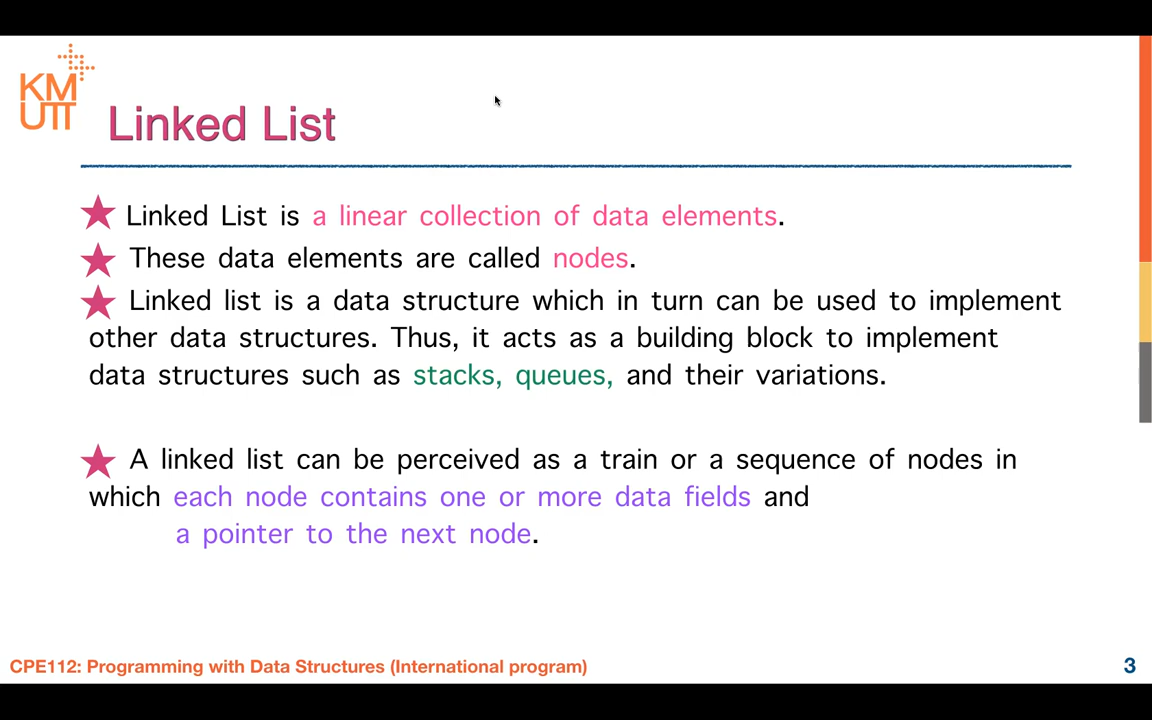 KM
UTT
Linked List
Linked List is a linear collection of data elements.
These data elements are called nodes.
Linked list is a data structure which in turn can be used to implement
other data structures. Thus, it acts as a building block to implement
data structures such as stacks, queues, and their variations.
A linked list can be perceived as a train or a sequence of nodes in
which each node contains one or more data fields and
a pointer to the next node.
CPE112: Programming with Data Structures (International program)
3